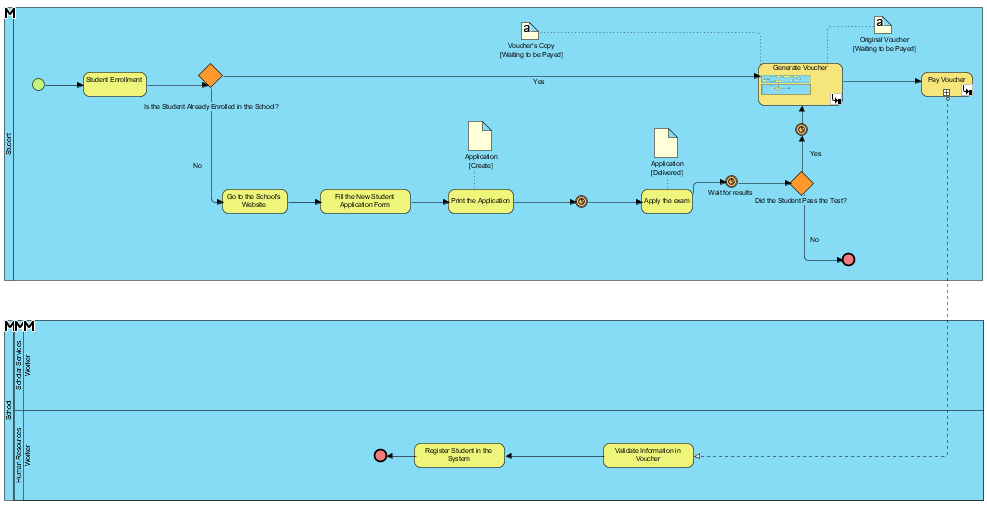 M
a
Voucher's Copy
[Waiting to be Payed]
a
Original Voucher
[Waiting to be Payed]
Student Enrollment
Is the Student Already Enrolled in the School?
Yes
Generate Voucher
Pay Voucher
Student
Application
[Create]
Application
[Delivered]
Yes
No
Go to the School's
Website
Fill the New Student
Application Form
Print the Application
Apply the exam
Wait for results
Did the Student Pass the Test?
No
M M M
School
Scholar Services
Worker
Human Resources
Worker
Register Student in the
System
Validate Information in
Voucher